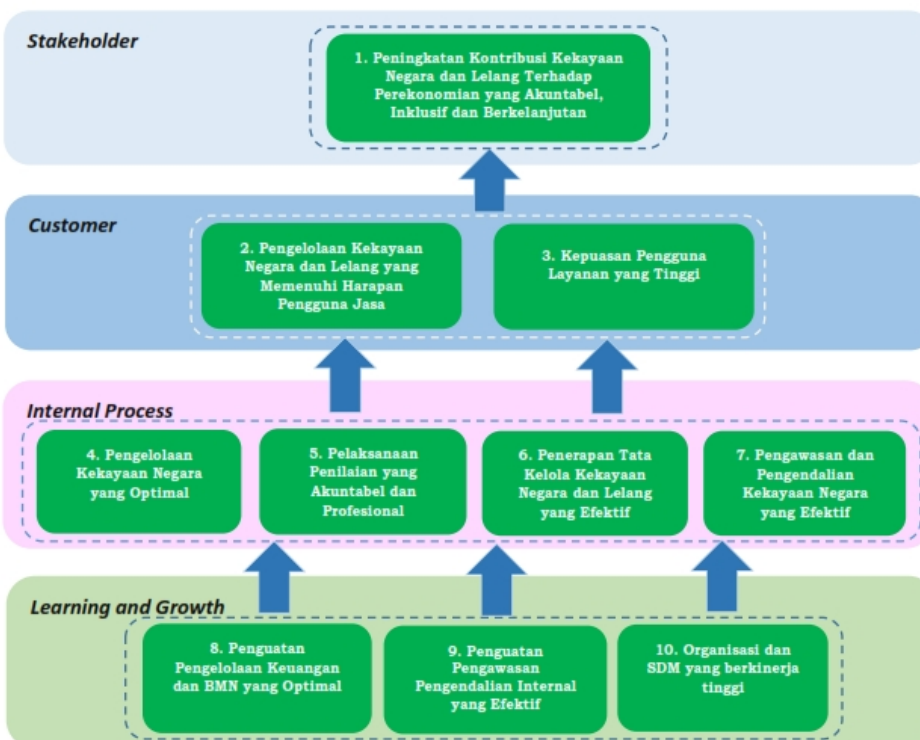 Stakeholder
1. Peningkatan Kontribusi Kekayaan
Negara dan Lelang Terhadap
Perekonomian yang Akuntabel,
Inklusif dan Berkelanjutan
Customer
2. Pengelolaan Kekayaan
Negara dan Lelang yang
Memenuhi Harapan
Pengguna Jasa
3. Kepuasan Pengguna
Layanan yang Tinggi
Internal Process
4. Pengelolaan
Kekayaan Negara
yang Optimal
5. Pelaksanaan
Penilaian yang
Akuntabel dan
Profesional
6. Penerapan Tata
Kelola Kekayaan
Negara dan Lelang
yang Efektif
7. Pengawasan dan
Pengendalian
Kekayaan Negara
yang Efektif
Learning and Growth
8. Penguatan
Pengelolaan Keuangan
dan BMN yang Optimal
9. Penguatan
Pengawasan
Pengendalian Internal
yang Efektif
10. Organisasi dan
SDM yang berkinerja
tinggi